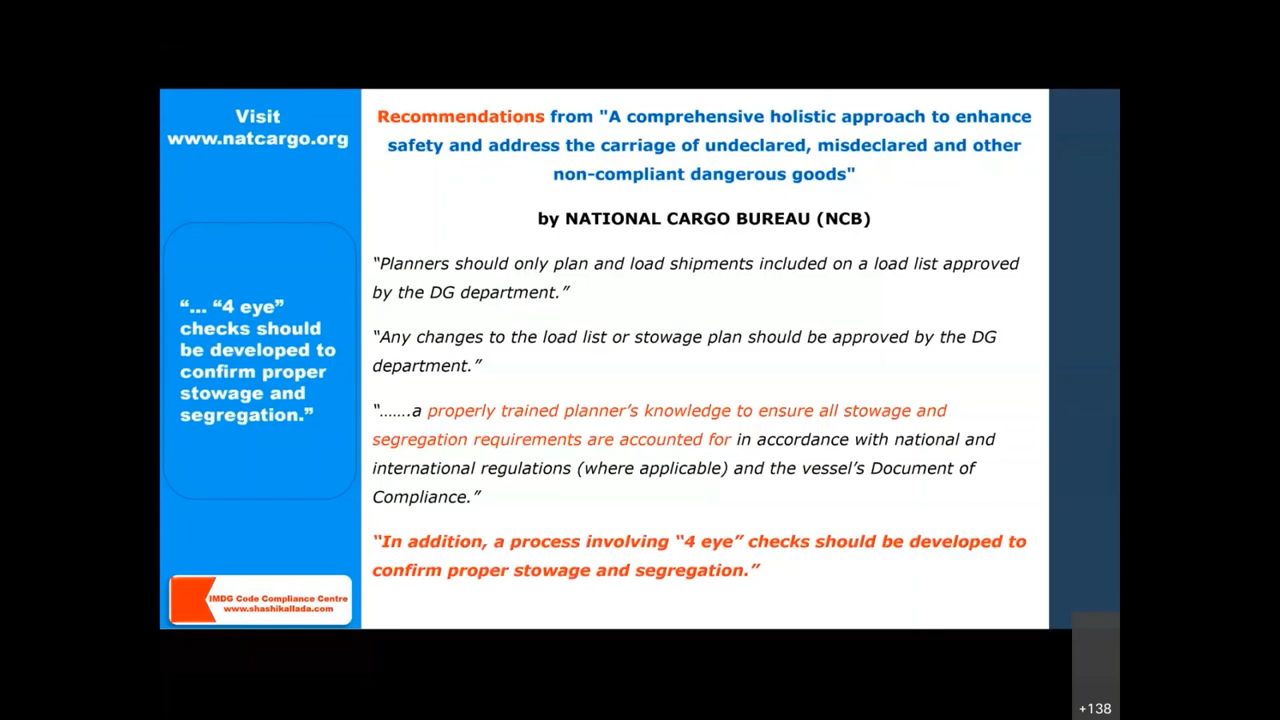 Visit
www.natcargo.org
“... “4 eye”
checks should
be developed to
confirm proper
stowage and
segregation.”
IMDG Code Compliance Centre
www.shashikallada.com
Recommendations from "A comprehensive holistic approach to enhance
safety and address the carriage of undeclared, misdeclared and other
non-compliant dangerous goods"
by NATIONAL CARGO BUREAU (NCB)
“Planners should only plan and load shipments included on a load list approved
by the DG department.”
“Any changes to the load list or stowage plan should be approved by the DG
department.”
“…….a properly trained planner’s knowledge to ensure all stowage and
segregation requirements are accounted for in accordance with national and
international regulations (where applicable) and the vessel’s Document of
Compliance.”
“In addition, a process involving “4 eye” checks should be developed to
confirm proper stowage and segregation.”
+138